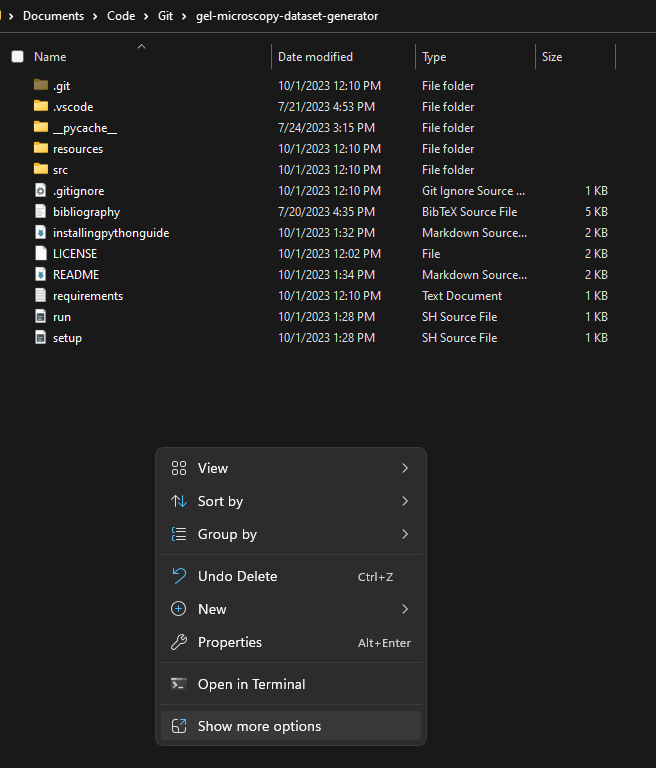 Documents > Code > Git > gel-microscopy-dataset-generator
Name Date modified Type Size
.git 10/1/2023 12:10 PM File folder
.vscode 7/21/2023 4:53 PM File folder
__pycache__ 7/24/2023 3:15 PM File folder
resources 10/1/2023 12:10 PM File folder
src 10/1/2023 12:10 PM File folder
.gitignore 10/1/2023 12:10 PM Git Ignore Source ... 1 KB
bibliography 7/20/2023 4:35 PM BibTeX Source File 5 KB
installingpythonguide 10/1/2023 1:32 PM Markdown Source... 2 KB
LICENSE 10/1/2023 12:02 PM File 2 KB
README 10/1/2023 1:34 PM Markdown Source... 2 KB
requirements 10/1/2023 12:10 PM Text Document 1 KB
run 10/1/2023 1:28 PM SH Source File 1 KB
setup 10/1/2023 1:28 PM SH Source File 1 KB
View
Sort by
Group by
Undo Delete Ctrl+Z
New
Properties Alt+Enter
Open in Terminal
Show more options